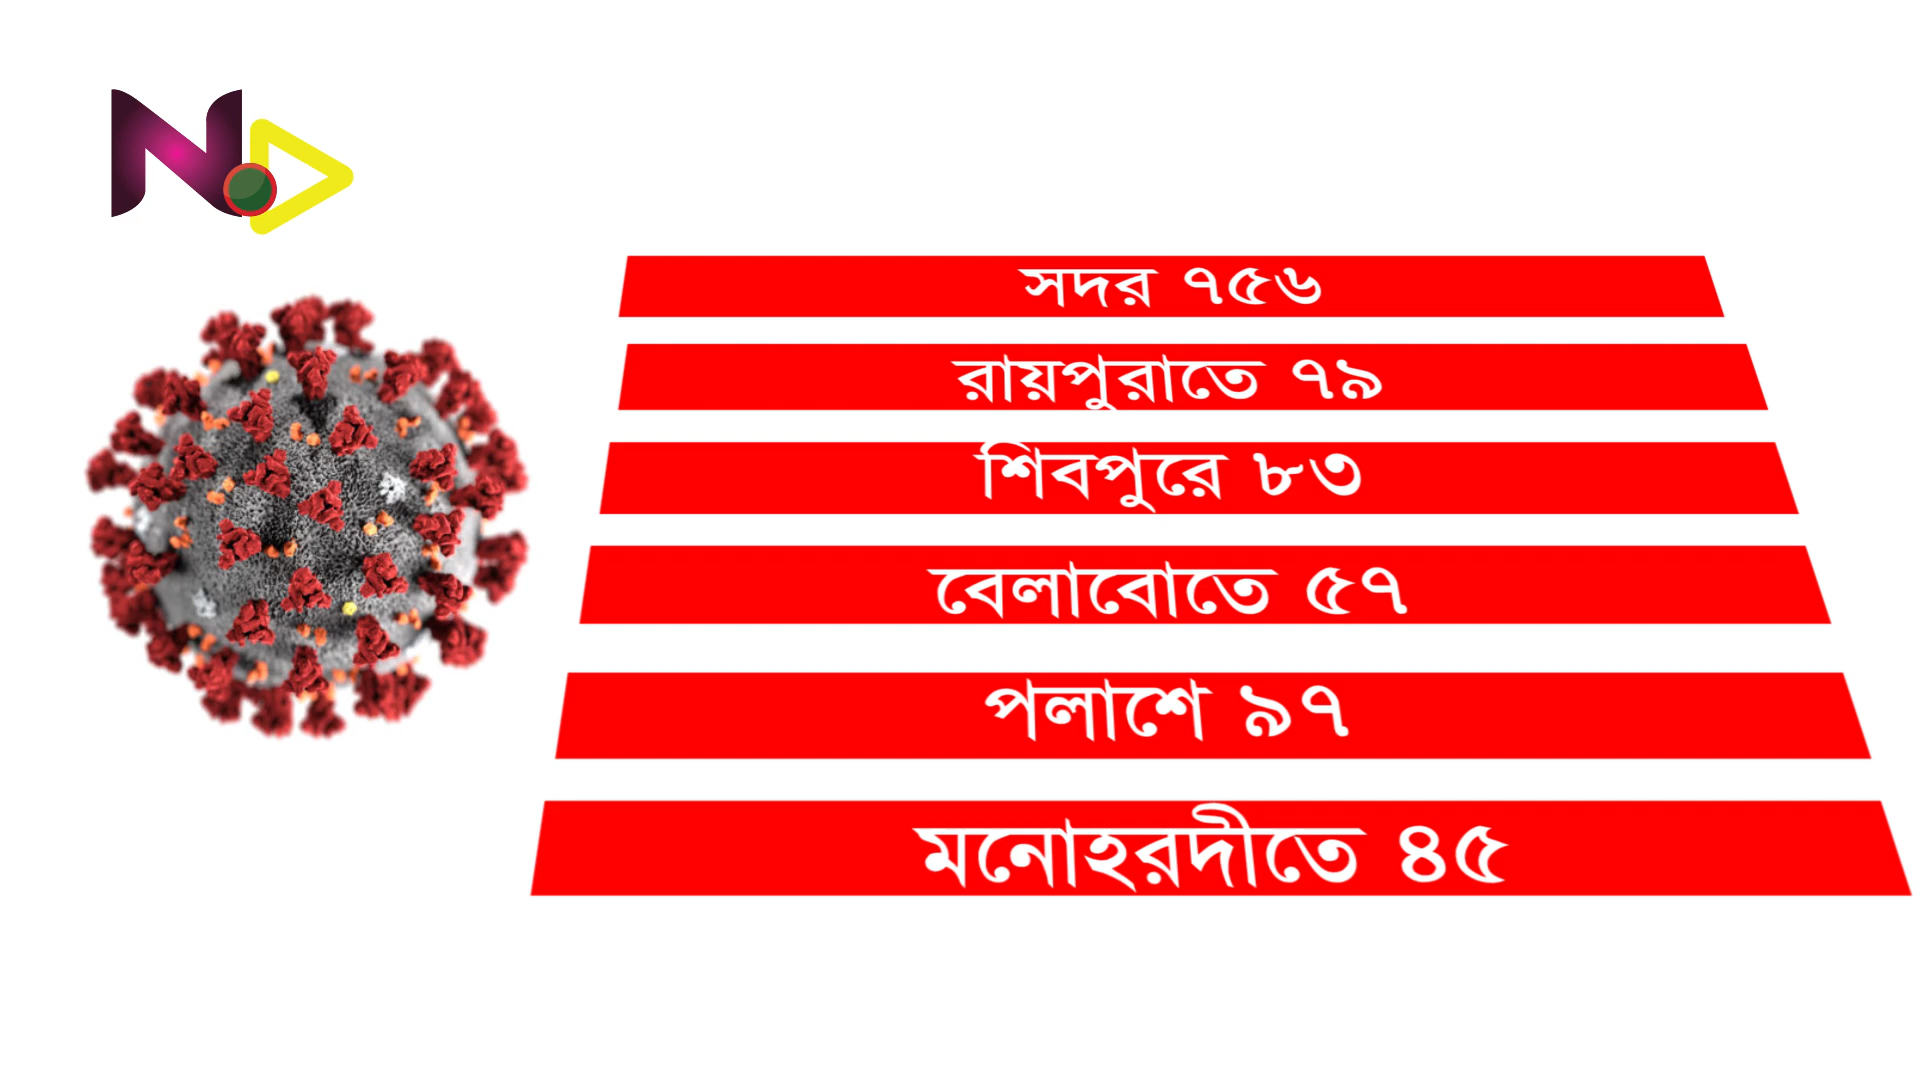 সদর ৭৫৬
রায়পুরাতে ৭৯
শিবপুরে ৮৩
বেলাবোতে ৫৭
পলাশে ৯৭
মনোহরদীতে ৪৫